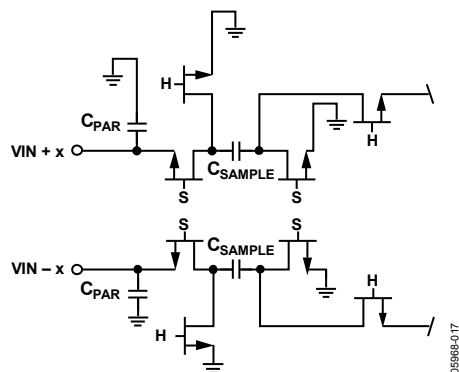 H
C_PAR
VIN + x
C_SAMPLE
H
S
S
S
S
C_SAMPLE
VIN – x
C_PAR
H
H
05968-017